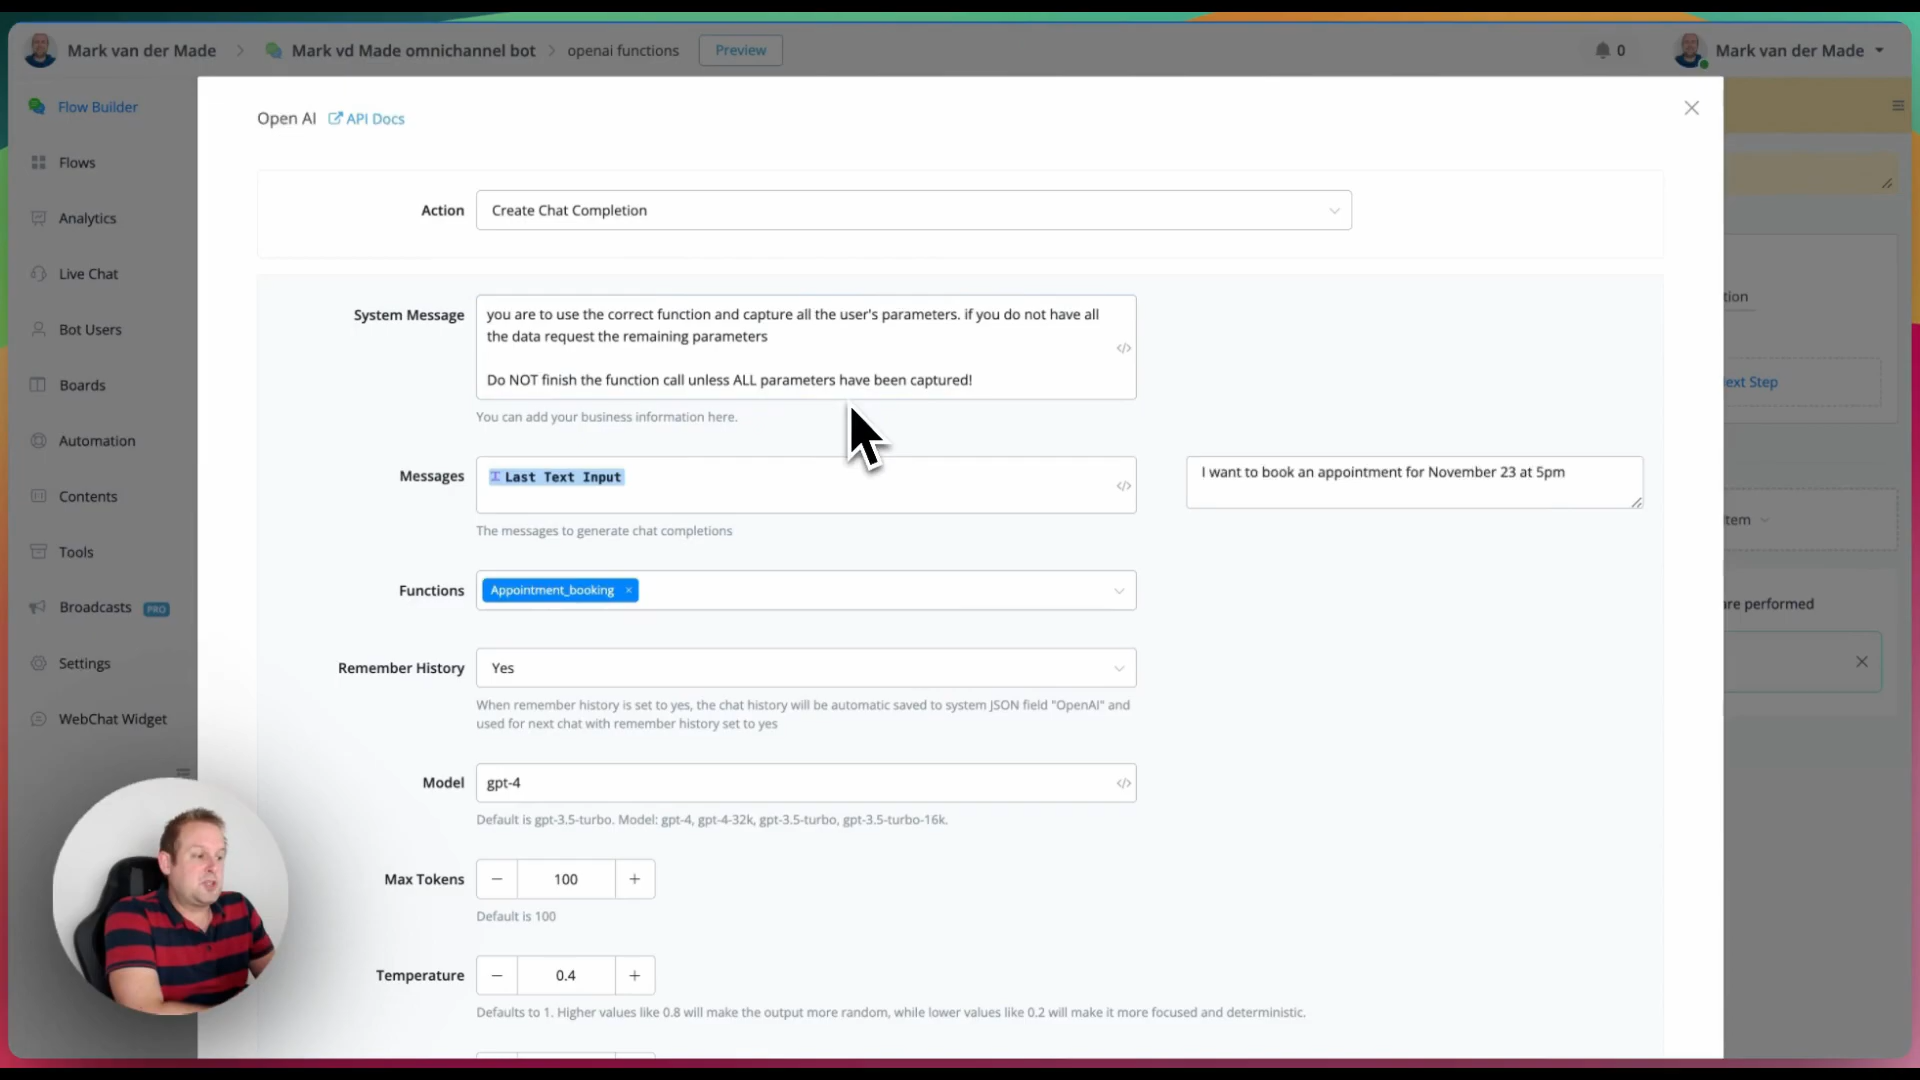 Mark van der Made > Mark vd Made omnichannel bot > openai functions Preview 0 Mark van der Made
Flow Builder
Flows
Analytics
Live Chat
Bot Users
Boards
Automation
Contents
Tools
Broadcasts PRO
Settings
WebChat Widget
Open AI API Docs
Action Create Chat Completion
System Message you are to use the correct function and capture all the user's parameters. if you do not have all
the data request the remaining parameters
Do NOT finish the function call unless ALL parameters have been captured!
You can add your business information here.
Messages Last Text Input
I want to book an appointment for November 23 at 5pm
The messages to generate chat completions
Functions Appointment_booking ×
Remember History Yes
When remember history is set to yes, the chat history will be automatic saved to system JSON field "OpenAI" and
used for next chat with remember history set to yes
Model gpt-4
Default is gpt-3.5-turbo. Model: gpt-4, gpt-4-32k, gpt-3.5-turbo, gpt-3.5-turbo-16k.
Max Tokens − 100 +
Default is 100
Temperature − 0.4 +
Defaults to 1. Higher values like 0.8 will make the output more random, while lower values like 0.2 will make it more focused and deterministic.
tion
ext Step
tem
are performed